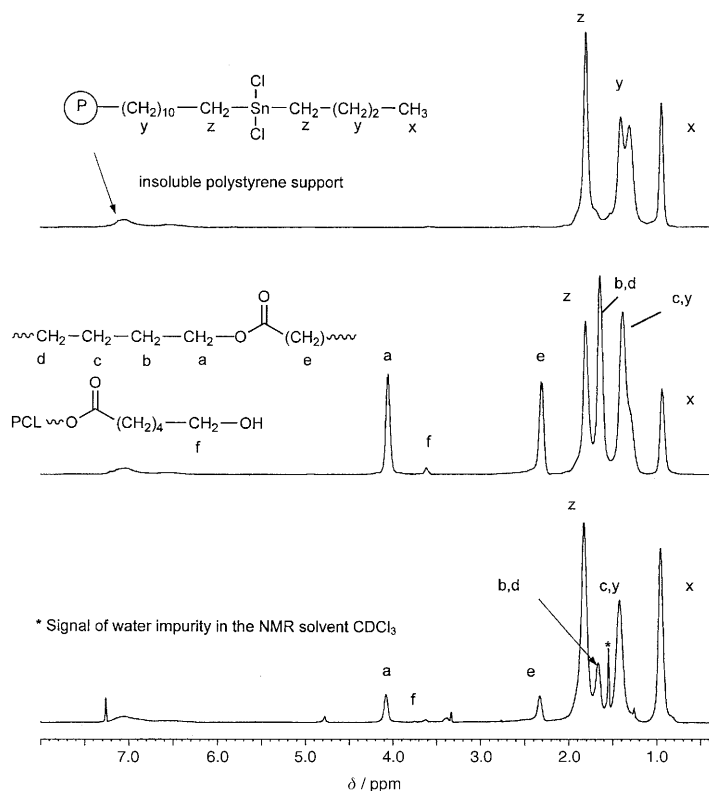 z
Cl
y
P (CH₂)₁₀ CH₂ Sn CH₂ (CH₂)₂ CH₃
y z Cl z y x
x
insoluble polystyrene support
b,d
z c,y
O
CH₂ CH₂ CH₂ CH₂ O (CH₂)
d c b a e
a e
x
O
PCL O (CH₂)₄ CH₂ OH
f
f
z
b,d c,y
x
* Signal of water impurity in the NMR solvent CDCl₃
*
a e
f
7.0 6.0 5.0 4.0 3.0 2.0 1.0
δ / ppm